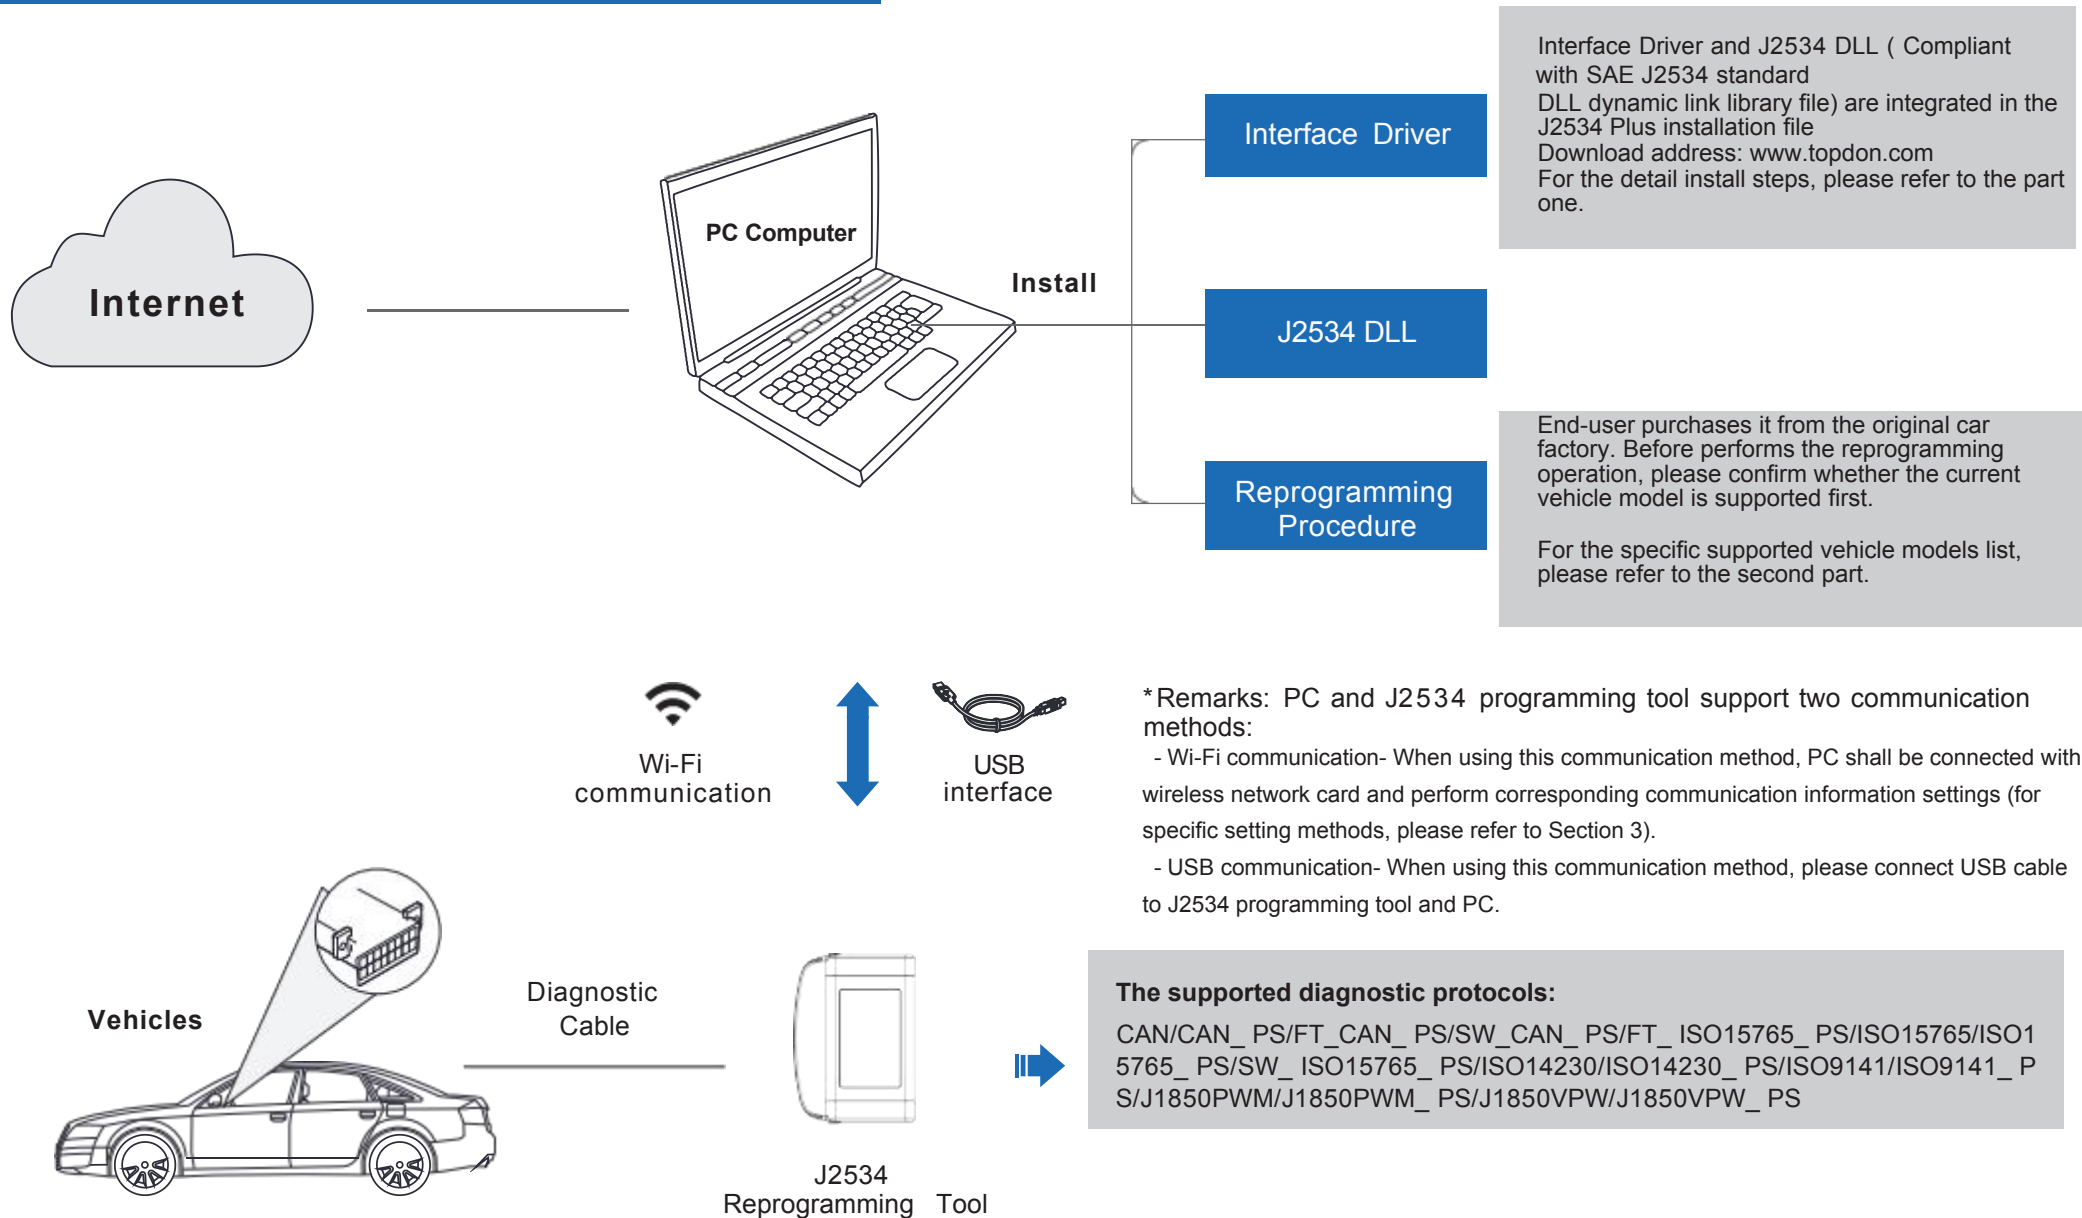 Interface Driver and J2534 DLL ( Compliant
with SAE J2534 standard
DLL dynamic link library file) are integrated in the
J2534 Plus installation file
Download address: www.topdon.com
For the detail install steps, please refer to the part
one.
Interface Driver
PC Computer
Internet
Install
J2534 DLL
End-user purchases it from the original car
factory. Before performs the reprogramming
operation, please confirm whether the current
vehicle model is supported first.
For the specific supported vehicle models list,
please refer to the second part.
Reprogramming
Procedure
Wi-Fi
communication
USB
interface
*Remarks: PC and J2534 programming tool support two communication
methods:
- Wi-Fi communication- When using this communication method, PC shall be connected with
wireless network card and perform corresponding communication information settings (for
specific setting methods, please refer to Section 3).
- USB communication- When using this communication method, please connect USB cable
to J2534 programming tool and PC.
Vehicles
Diagnostic
Cable
J2534
Reprogramming Tool
The supported diagnostic protocols:
CAN/CAN_ PS/FT_CAN_ PS/SW_CAN_ PS/FT_ ISO15765_ PS/ISO15765/ISO1
5765_ PS/SW_ ISO15765_ PS/ISO14230/ISO14230_ PS/ISO9141/ISO9141_ P
S/J1850PWM/J1850PWM_ PS/J1850VPW/J1850VPW_ PS